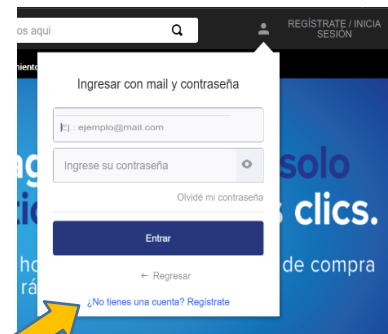 os aqui
REGÍSTRATE / INICIA
SESIÓN
miento
Ingresar con mail y contraseña
Ej.: ejemplo@mail.com
Ingrese su contraseña
solo
Olvidé mi contraseña
clics.
Entrar
← Regresar
de compra
¿No tienes una cuenta? Regístrate